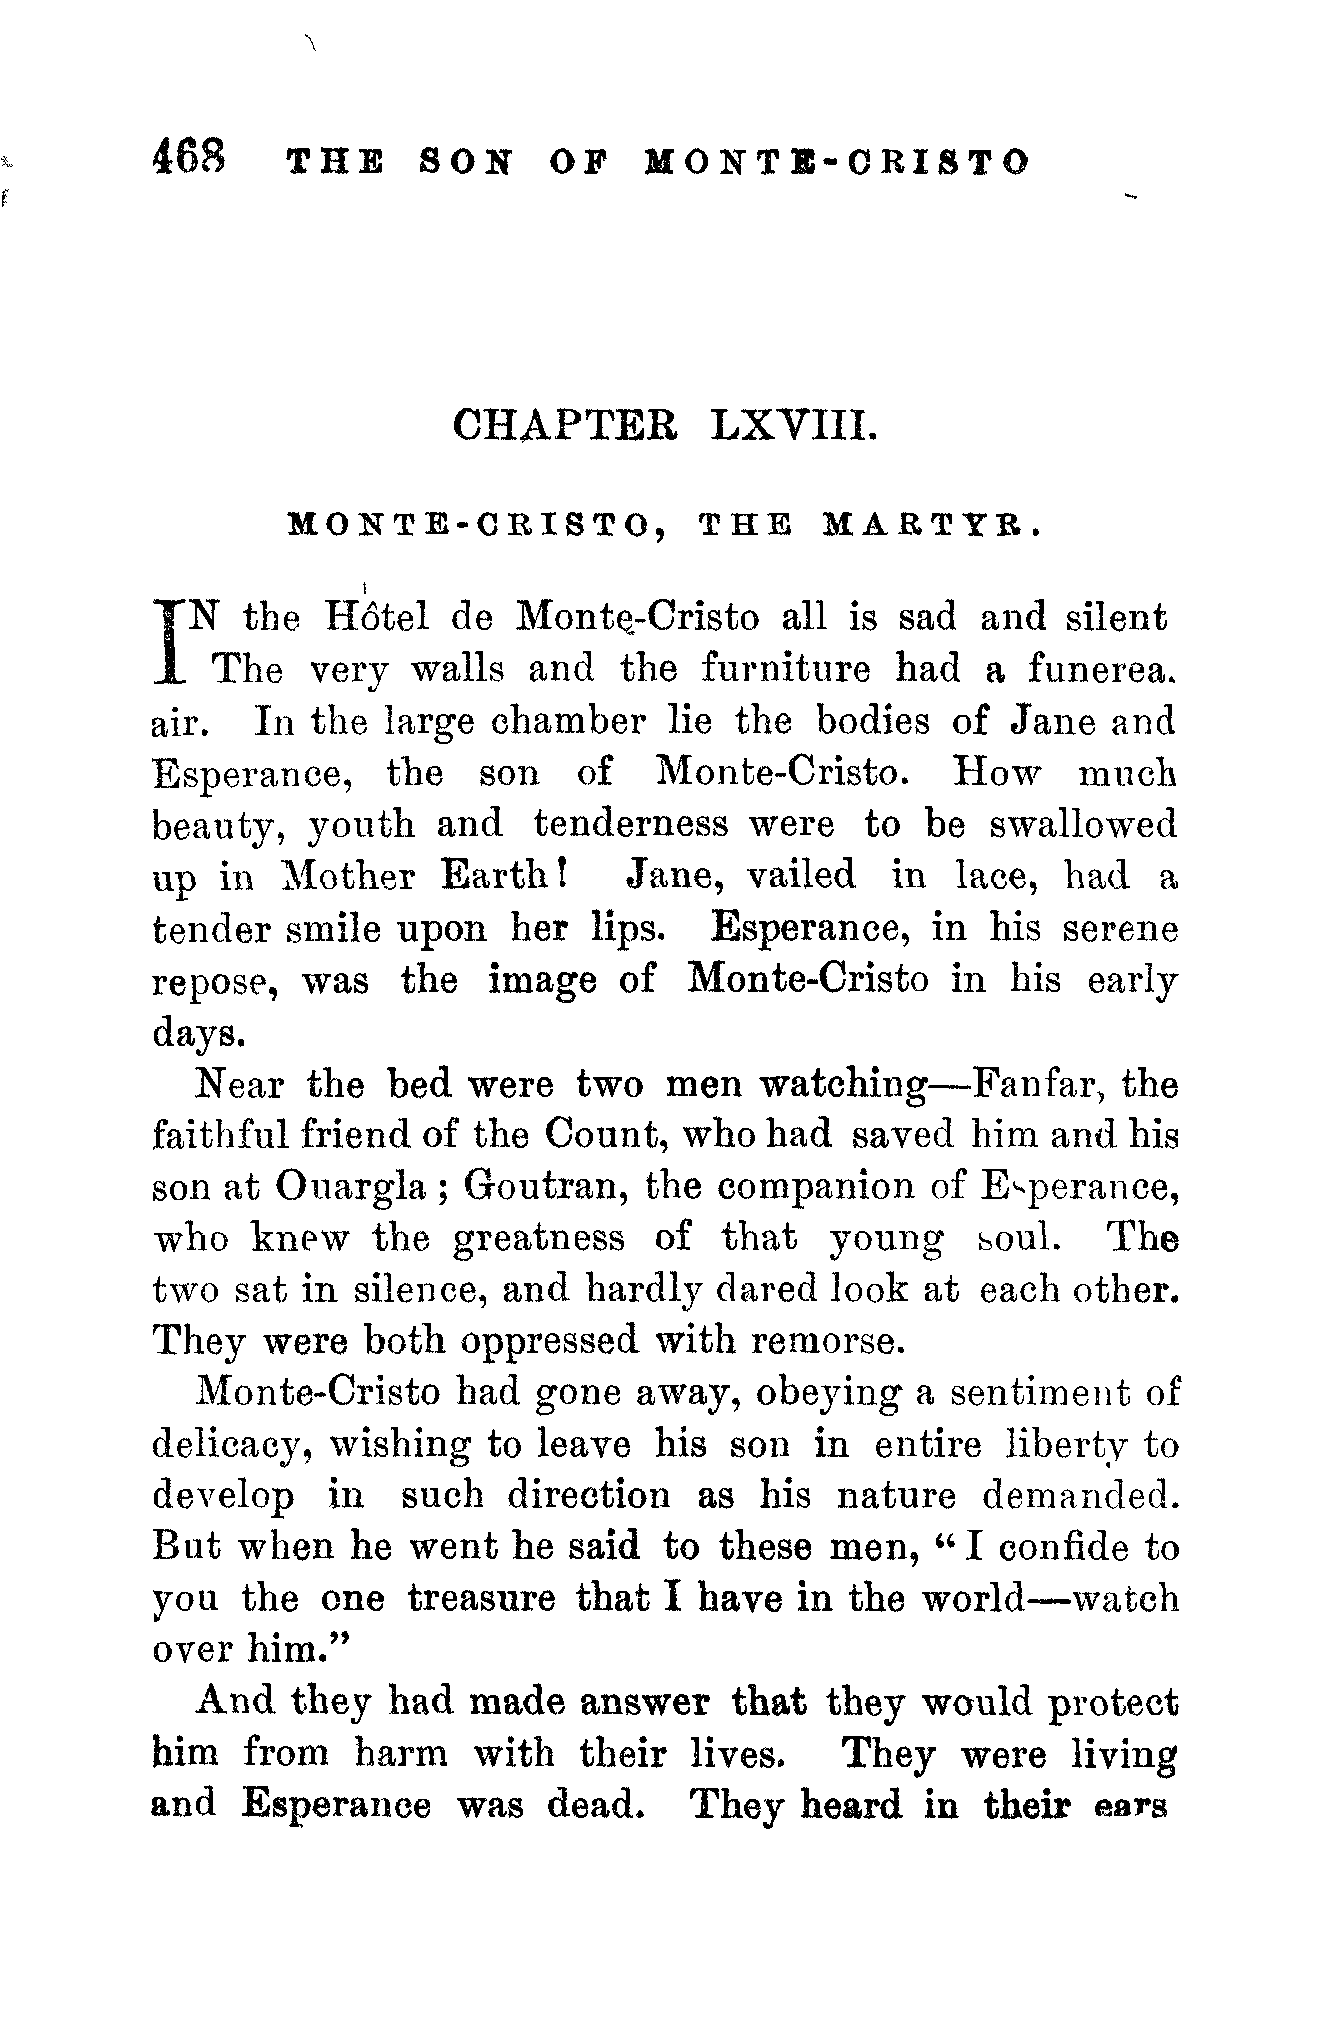 468 THE SON OF MONTE-CRISTO
CHAPTER LXVIII.
MONTE-CRISTO, THE MARTYR.
IN the Hôtel de Monte-Cristo all is sad and silent
The very walls and the furniture had a funerea.
air. In the large chamber lie the bodies of Jane and
Esperance, the son of Monte-Cristo. How much
beauty, youth and tenderness were to be swallowed
up in Mother Earth! Jane, vailed in lace, had a
tender smile upon her lips. Esperance, in his serene
repose, was the image of Monte-Cristo in his early
days.
Near the bed were two men watching—Fanfar, the
faithful friend of the Count, who had saved him and his
son at Ouargla; Goutran, the companion of Esperance,
who knew the greatness of that young soul. The
two sat in silence, and hardly dared look at each other.
They were both oppressed with remorse.
Monte-Cristo had gone away, obeying a sentiment of
delicacy, wishing to leave his son in entire liberty to
develop in such direction as his nature demanded.
But when he went he said to these men, “I confide to
you the one treasure that I have in the world—watch
over him.”
And they had made answer that they would protect
him from harm with their lives. They were living
and Esperance was dead. They heard in their ears